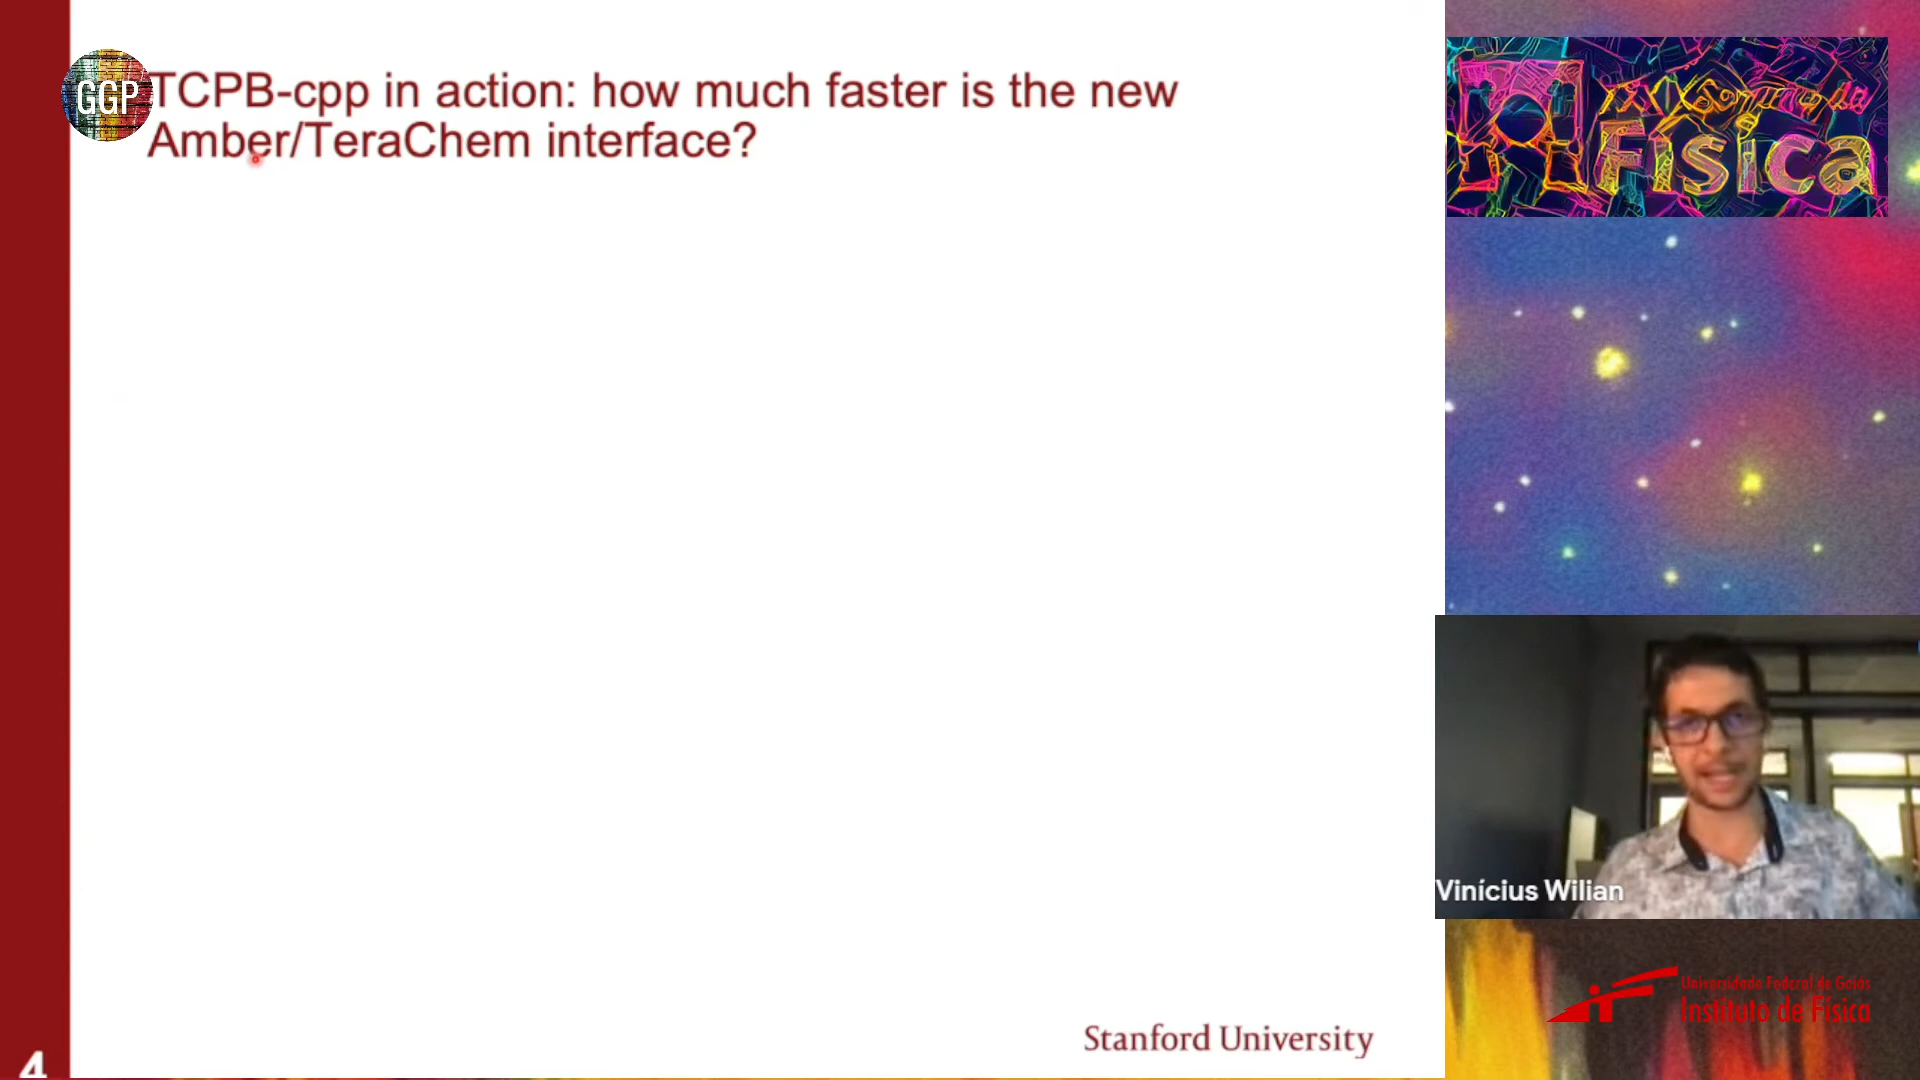 GGP
TCPB-cpp in action: how much faster is the new
Amber/TeraChem interface?
Física
Vinícius Wilian
Universidade Federal de Goiás
Instituto de Física
Stanford University
4